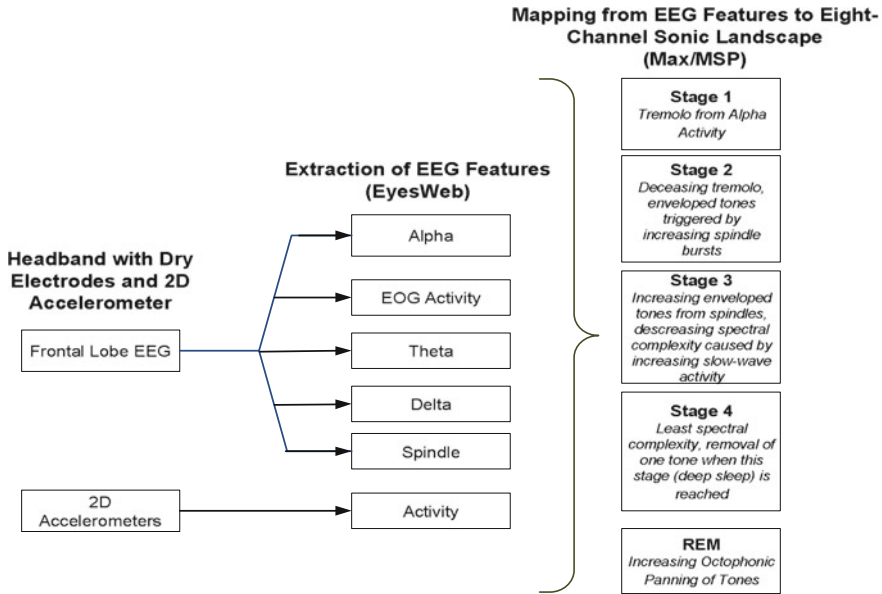 Mapping from EEG Features to Eight-
Channel Sonic Landscape
(Max/MSP)
Stage 1
Tremolo from Alpha
Activity
Stage 2
Deceasing tremolo,
enveloped tones
triggered by
increasing spindle
bursts
Stage 3
Increasing enveloped
tones from spindles,
descreasing spectral
complexity caused by
increasing slow-wave
activity
Stage 4
Least spectral
complexity, removal of
one tone when this
stage (deep sleep) is
reached
REM
Increasing Octophonic
Panning of Tones
Extraction of EEG Features
(EyesWeb)
Alpha
EOG Activity
Theta
Delta
Spindle
Activity
Headband with Dry
Electrodes and 2D
Accelerometer
Frontal Lobe EEG
2D
Accelerometers